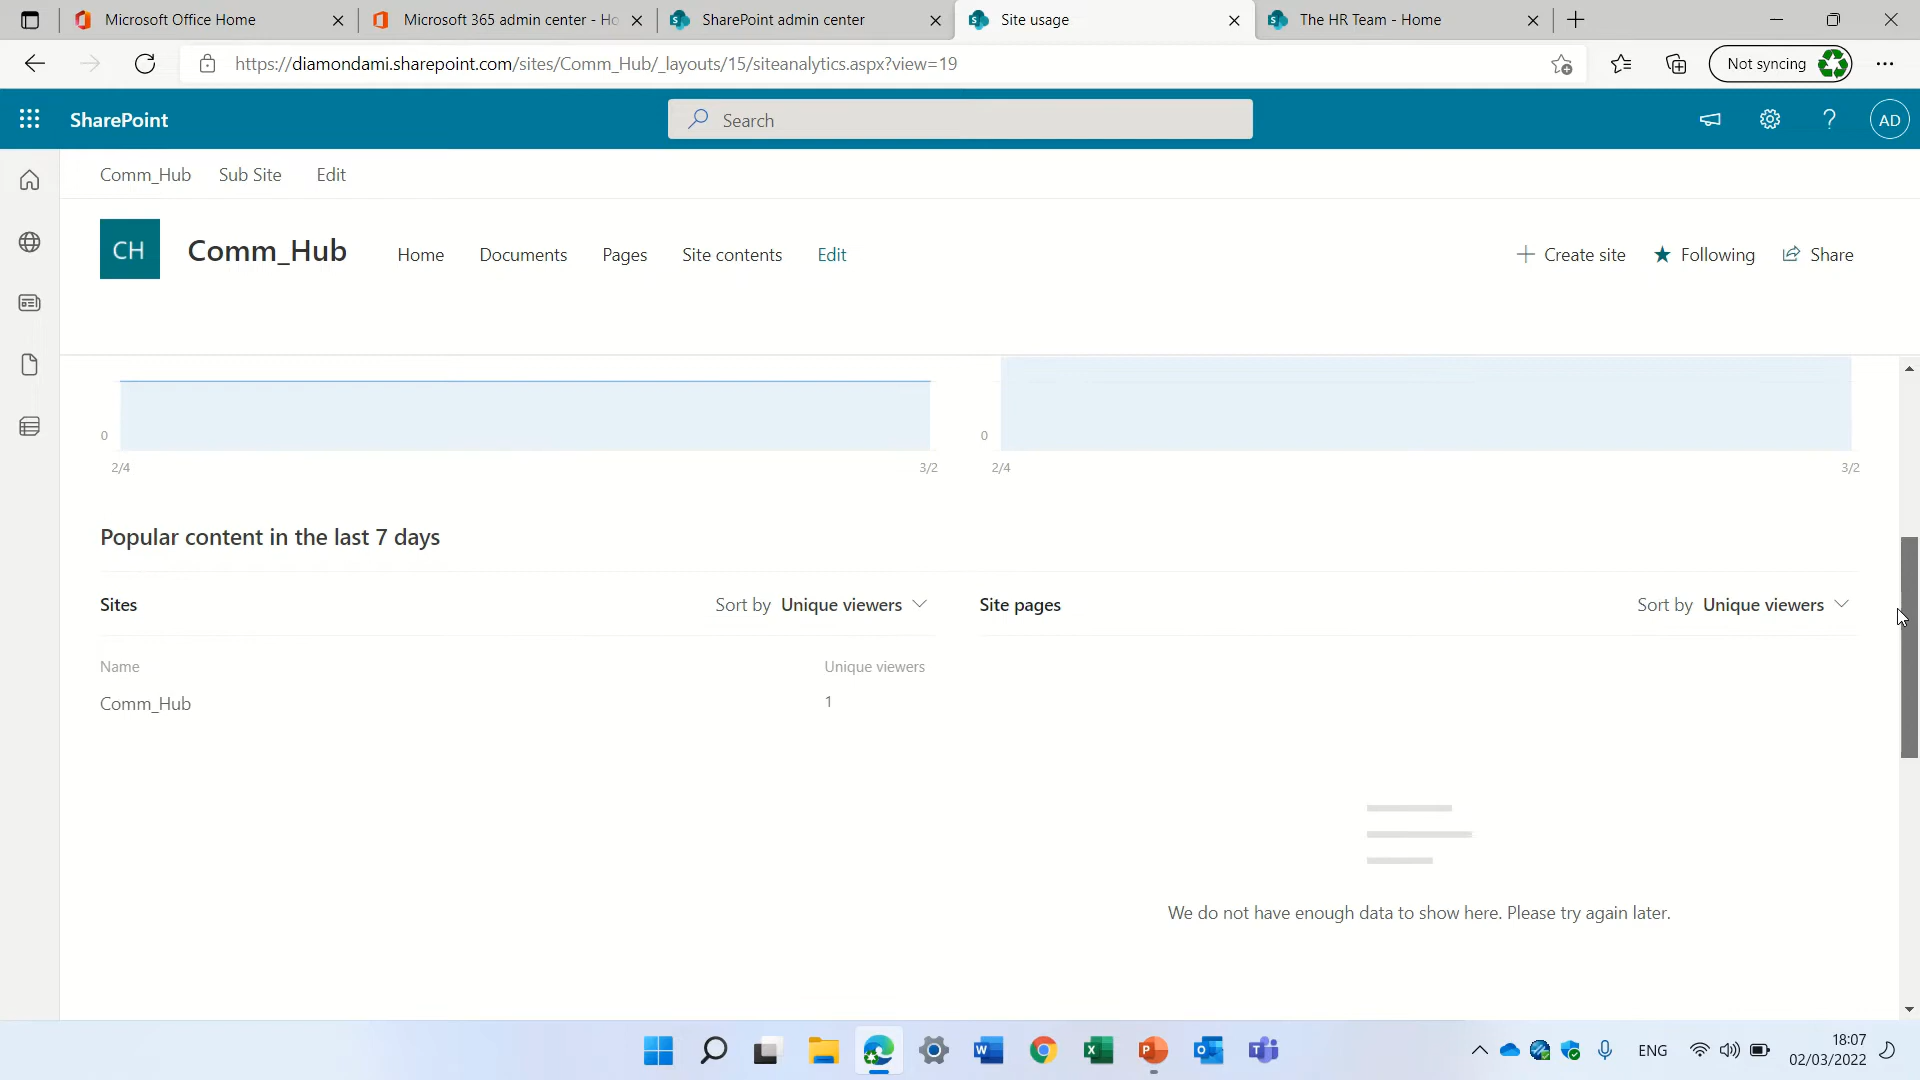 Microsoft Office Home
Microsoft 365 admin center - Ho
SharePoint admin center
Site usage
The HR Team - Home
https://diamondami.sharepoint.com/sites/Comm_Hub/_layouts/15/siteanalytics.aspx?view=19
Not syncing
SharePoint
Search
AD
Comm_Hub
Sub Site
Edit
CH
Comm_Hub
Home
Documents
Pages
Site contents
Edit
Create site
Following
Share
0
2/4
3/2
0
2/4
3/2
Popular content in the last 7 days
Sites
Sort by Unique viewers
Site pages
Sort by Unique viewers
Name
Unique viewers
Comm_Hub
1
We do not have enough data to show here. Please try again later.
ENG
18:07
02/03/2022